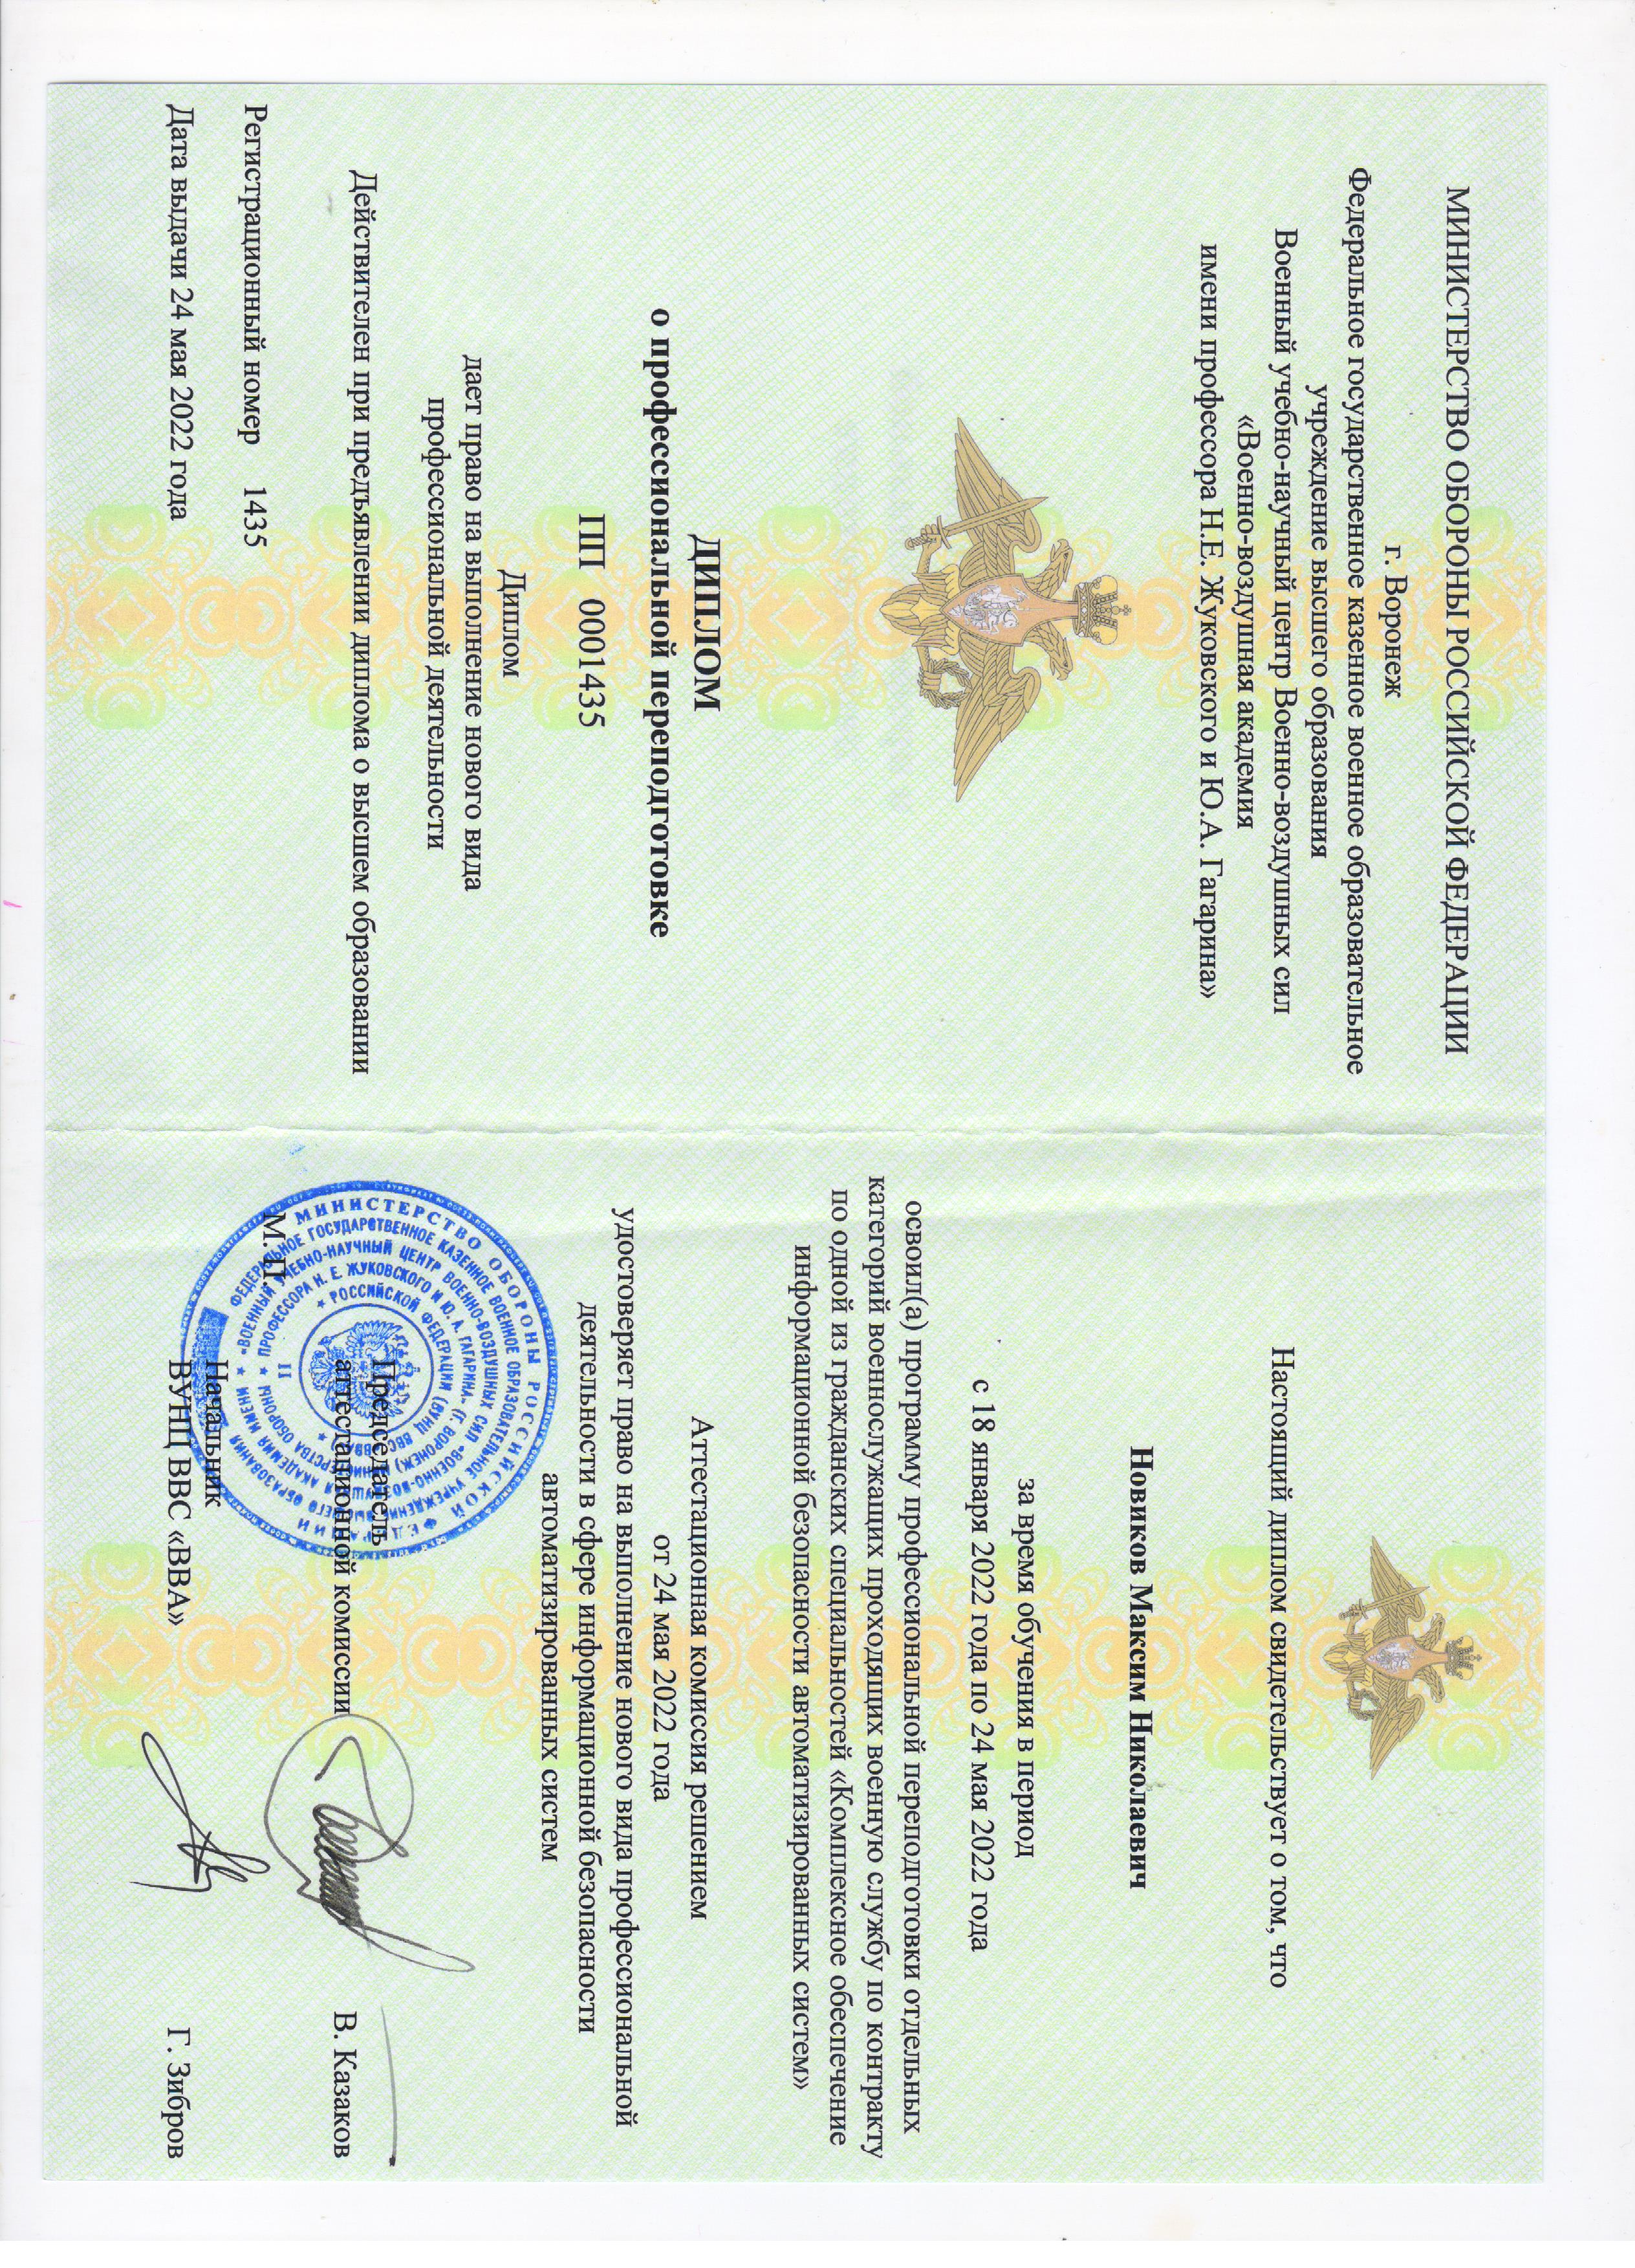 МИНИСТЕРСТВО ОБОРОНЫ РОССИЙСКОЙ ФЕДЕРАЦИИ
г. Воронеж
Федеральное государственное казенное военное образовательное
учреждение высшего образования
Военный учебно-научный центр Военно-воздушных сил
«Военно-воздушная академия
имени профессора Н.Е. Жуковского и Ю.А. Гагарина»
ДИПЛОМ
о профессиональной переподготовке
ПП 0001435
Диплом
дает право на выполнение нового вида
профессиональной деятельности
Действителен при предъявлении диплома о высшем образовании
Регистрационный номер 1435
Дата выдачи 24 мая 2022 года
Настоящий диплом свидетельствует о том, что
Новиков Максим Николаевич
за время обучения в период
с 18 января 2022 года по 24 мая 2022 года
освоил(а) программу профессиональной переподготовки отдельных
категорий военнослужащих проходящих военную службу по контракту
по одной из гражданских специальностей «Комплексное обеспечение
информационной безопасности автоматизированных систем»
Аттестационная комиссия решением
от 24 мая 2022 года
удостоверяет право на выполнение нового вида профессиональной
деятельности в сфере информационной безопасности
автоматизированных систем
МИНИСТЕРСТВО ОБОРОНЫ РОССИЙСКОЙ ФЕДЕРАЦИИ
ФЕДЕРАЛЬНОЕ ГОСУДАРСТВЕННОЕ КАЗЕННОЕ ВОЕННОЕ ОБРАЗОВАТЕЛЬНОЕ УЧРЕЖДЕНИЕ ВЫСШЕГО ОБРАЗОВАНИЯ
«ВОЕННЫЙ УЧЕБНО-НАУЧНЫЙ ЦЕНТР ВОЕННО-ВОЗДУШНЫХ СИЛ «ВОЕННО-ВОЗДУШНАЯ АКАДЕМИЯ ИМЕНИ
ПРОФЕССОРА Н. Е. ЖУКОВСКОГО И Ю. А. ГАГАРИНА» (Г. ВОРОНЕЖ) МИНИСТЕРСТВА ОБОРОНЫ
РОССИЙСКОЙ ФЕДЕРАЦИИ (ВУНЦ ВВС «ВВА»)
II
Председатель
аттестационной комиссии В. Казаков
М. П.
Начальник
ВУНЦ ВВС «ВВА» Г. Зибров